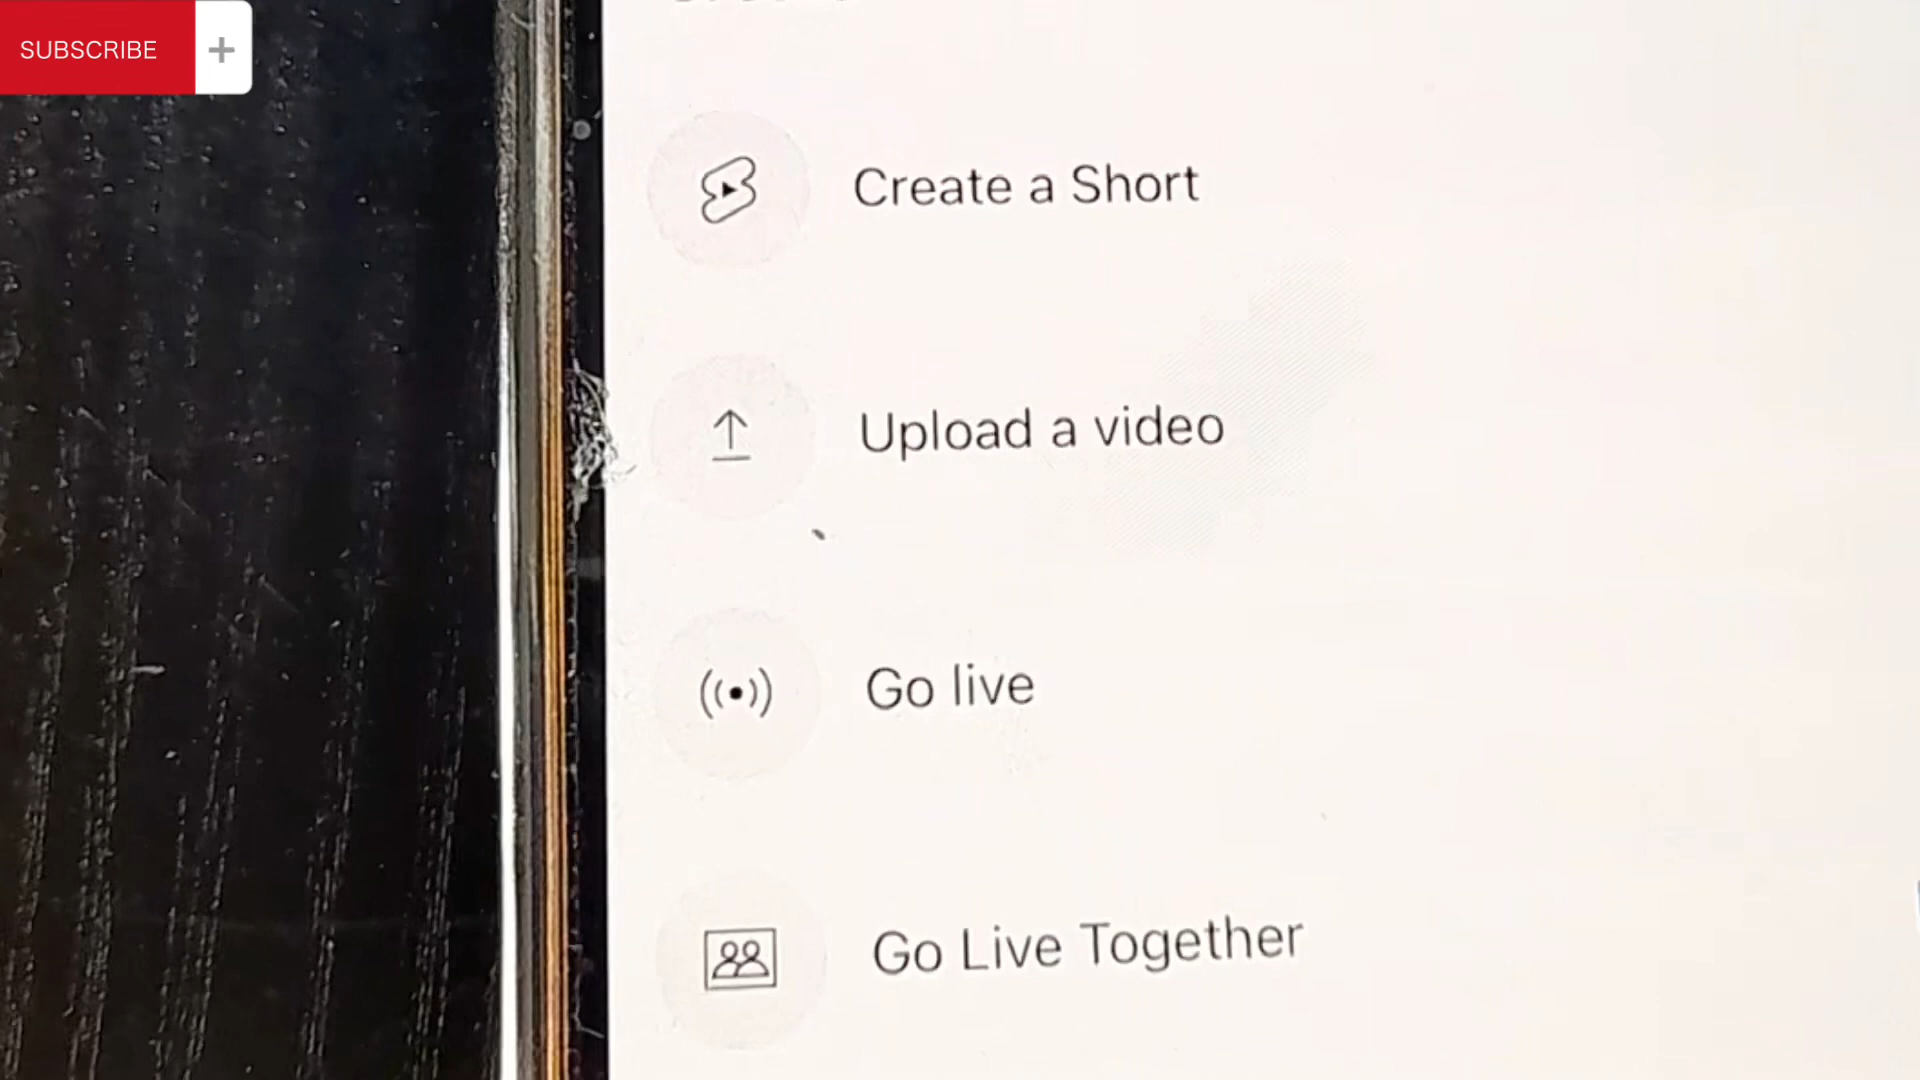 SUBSCRIBE +
Create a Short
Upload a video
Go live
Go Live Together